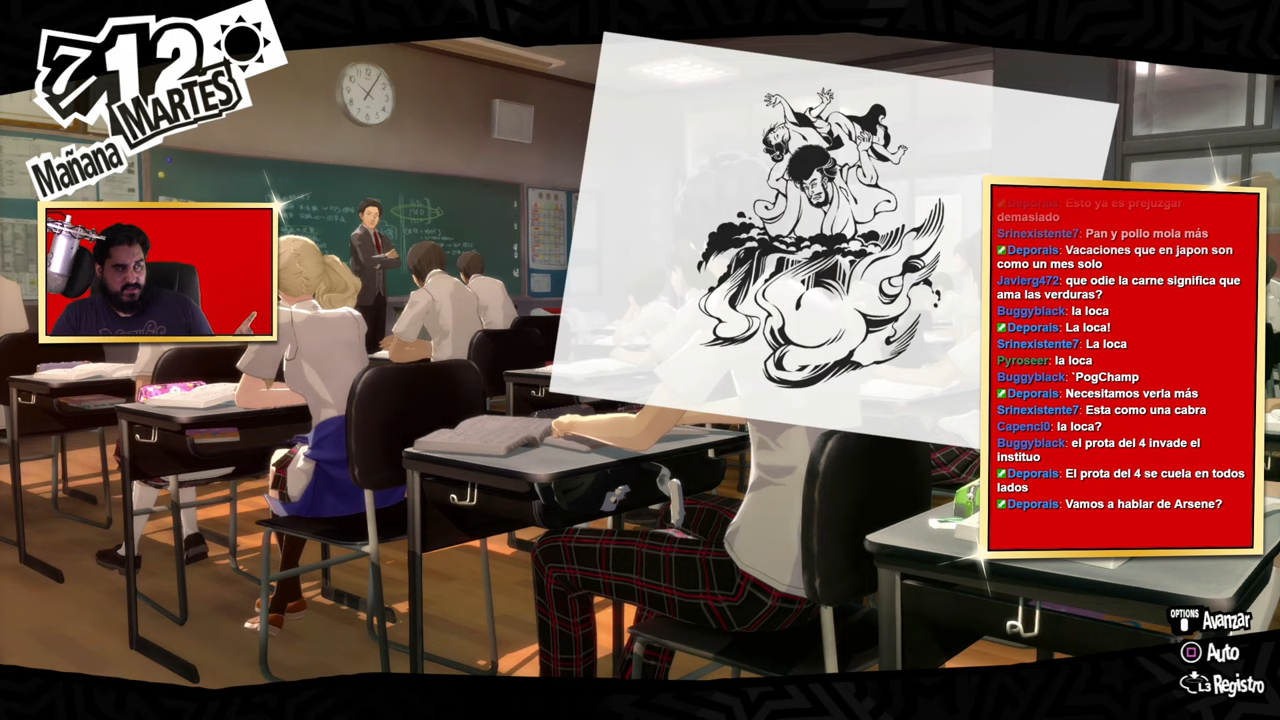 7 12
MARTES
Mañana
Deporais: Esto ya es prejuzgar
demasiado
Srinexistente7: Pan y pollo mola más
Deporais: Vacaciones que en japon son
como un mes solo
Javierg472: que odie la carne significa que
ama las verduras?
Buggyblack: la loca
Deporais: La loca!
Srinexistente7: La loca
Pyroseer: la loca
Buggyblack: `PogChamp
Deporais: Necesitamos verla más
Srinexistente7: Esta como una cabra
Capenci0: la loca?
Buggyblack: el prota del 4 invade el
instituo
Deporais: El prota del 4 se cuela en todos
lados
Deporais: Vamos a hablar de Arsene?
OPTIONS Avanzar
Auto
L3 Registro